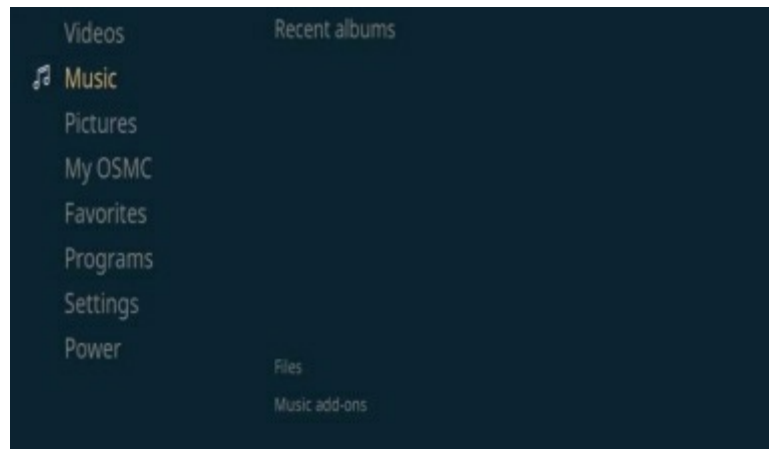 Videos
Music
Pictures
My OSMC
Favorites
Programs
Settings
Power
Recent albums
Files
Music add-ons